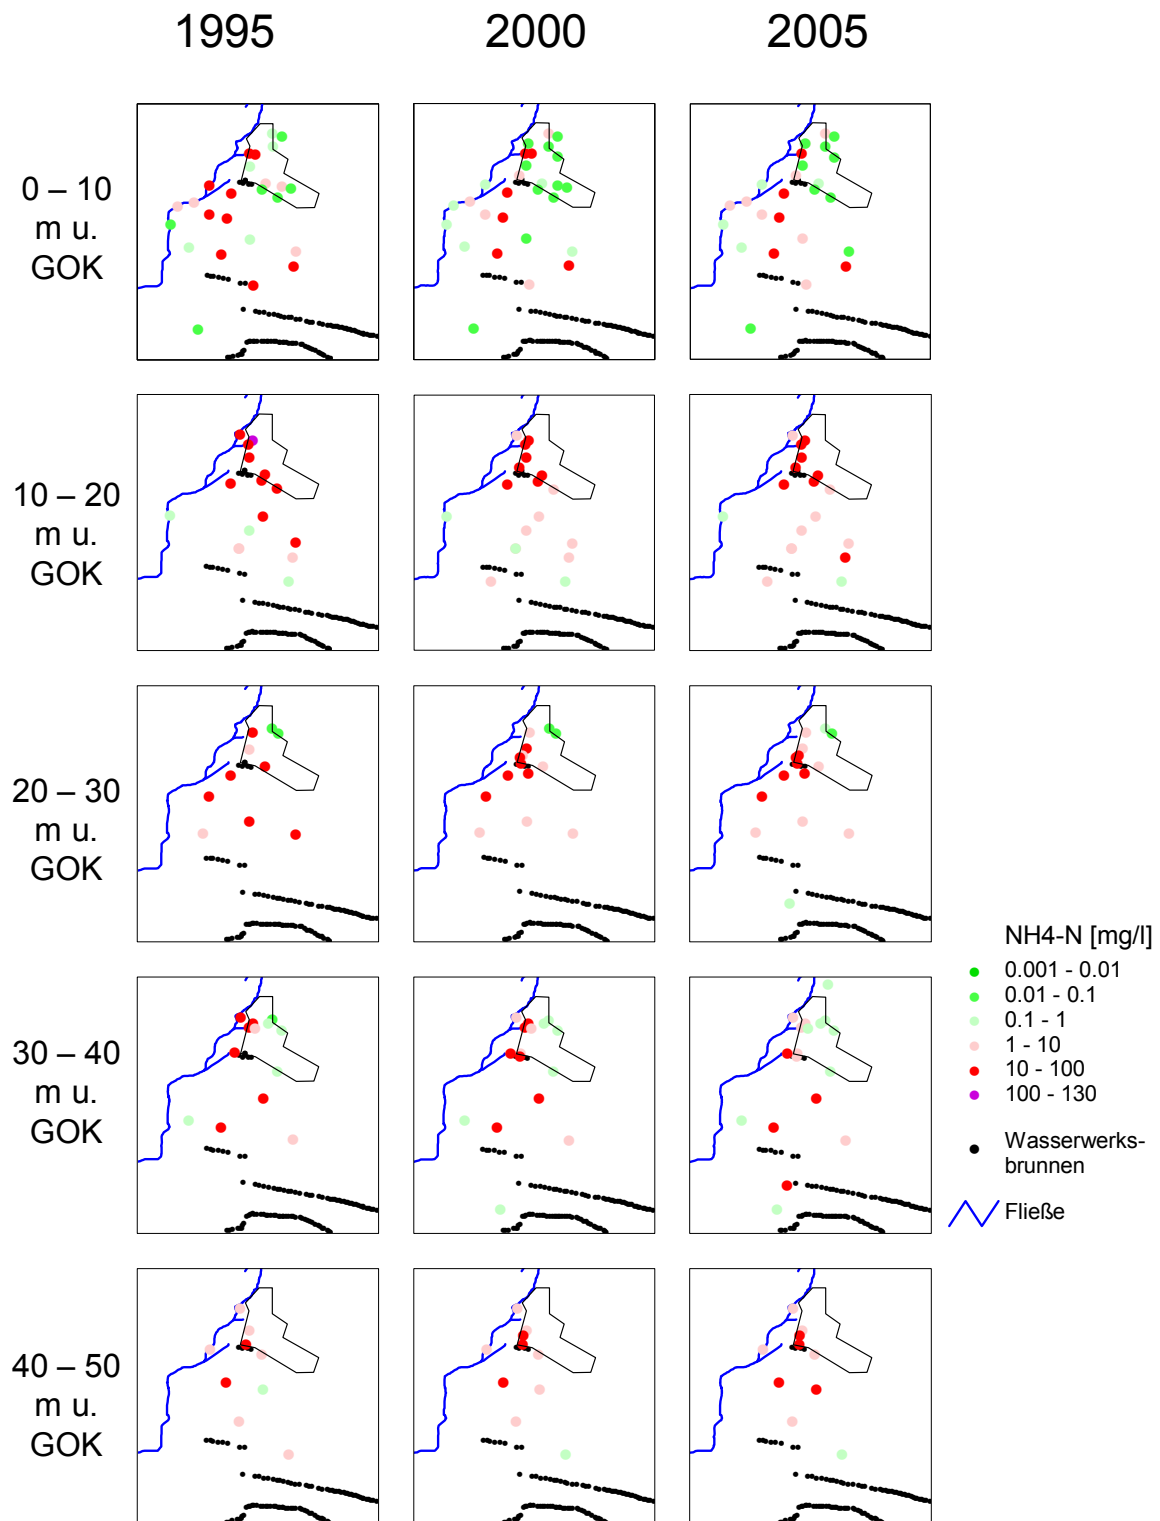 1995 2000 2005
0 – 10
m u.
GOK
10 – 20
m u.
GOK
20 – 30
m u.
GOK
30 – 40
m u.
GOK
40 – 50
m u.
GOK
NH4-N [mg/l]
0.001 - 0.01
0.01 - 0.1
0.1 - 1
1 - 10
10 - 100
100 - 130
Wasserwerks-
brunnen
Fließe